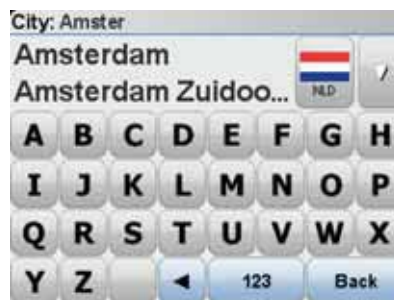 City: Amster
Amsterdam
Amsterdam Zuidoo...
NLD
A B C D E F G H
I J K L M N O P
Q R S T U V W X
Y Z 123 Back